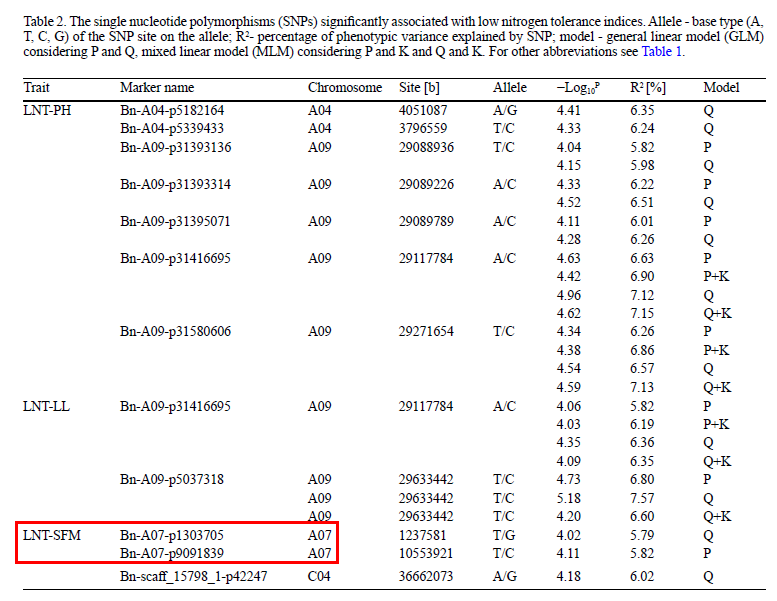 Table 2. The single nucleotide polymorphisms (SNPs) significantly associated with low nitrogen tolerance indices. Allele - base type (A,
T, C, G) of the SNP site on the allele; R²- percentage of phenotypic variance explained by SNP; model - general linear model (GLM)
considering P and Q, mixed linear model (MLM) considering P and K and Q and K. For other abbreviations see Table 1.
Trait Marker name Chromosome Site [b] Allele −Log₁₀ᴾ R² [%] Model
LNT-PH Bn-A04-p5182164 A04 4051087 A/G 4.41 6.35 Q
Bn-A04-p5339433 A04 3796559 T/C 4.33 6.24 Q
Bn-A09-p31393136 A09 29088936 T/C 4.04 5.82 P
4.15 5.98 Q
Bn-A09-p31393314 A09 29089226 A/C 4.33 6.22 P
4.52 6.51 Q
Bn-A09-p31395071 A09 29089789 A/C 4.11 6.01 P
4.28 6.26 Q
Bn-A09-p31416695 A09 29117784 A/C 4.63 6.63 P
4.42 6.90 P+K
4.96 7.12 Q
4.62 7.15 Q+K
Bn-A09-p31580606 A09 29271654 T/C 4.34 6.26 P
4.38 6.86 P+K
4.54 6.57 Q
4.59 7.13 Q+K
LNT-LL Bn-A09-p31416695 A09 29117784 A/C 4.06 5.82 P
4.03 6.19 P+K
4.35 6.36 Q
4.09 6.35 Q+K
Bn-A09-p5037318 A09 29633442 T/C 4.73 6.80 P
A09 29633442 T/C 5.18 7.57 Q
A09 29633442 T/C 4.20 6.60 Q+K
LNT-SFM Bn-A07-p1303705 A07 1237581 T/G 4.02 5.79 Q
Bn-A07-p9091839 A07 10553921 T/C 4.11 5.82 P
Bn-scaff_15798_1-p42247 C04 36662073 A/G 4.18 6.02 Q